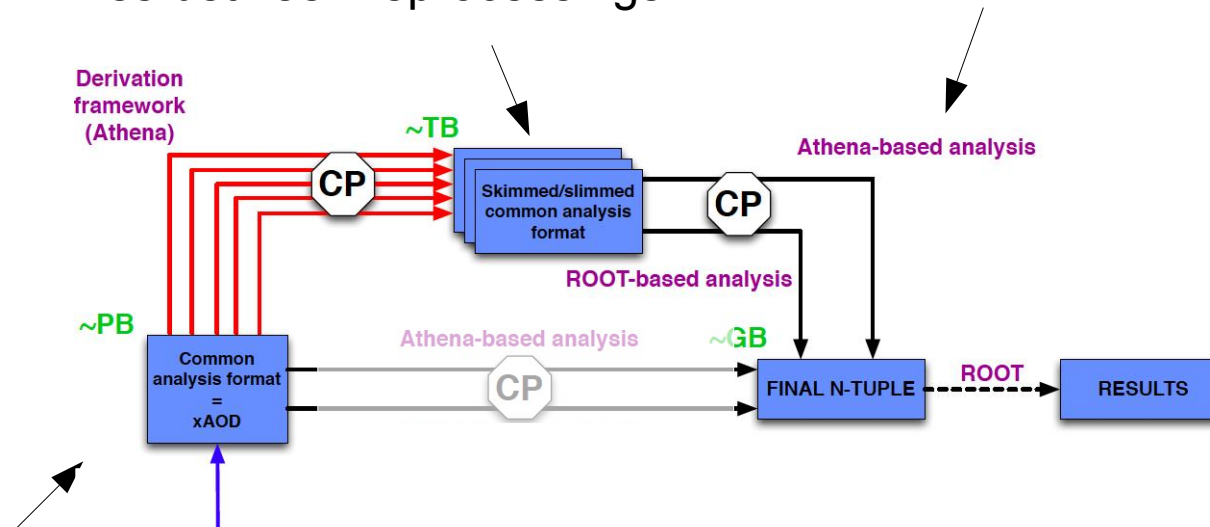 Derivation
framework
(Athena)
~TB
CP
Skimmed/slimmed
common analysis
format
CP
Athena-based analysis
ROOT-based analysis
~PB
Common
analysis format
=
xAOD
Athena-based analysis
CP
~GB
FINAL N-TUPLE
ROOT
RESULTS